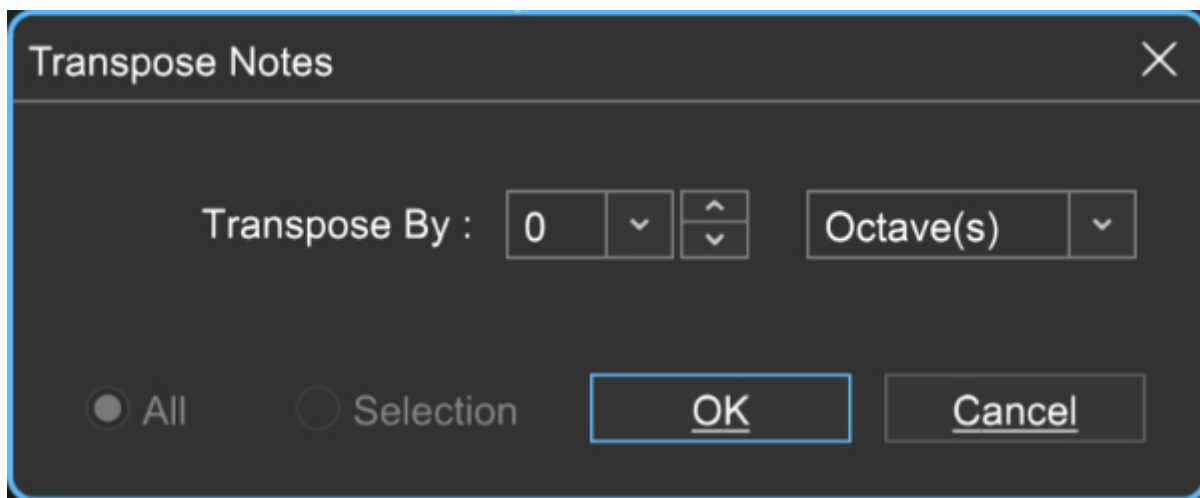 Transpose Notes
Transpose By : 0 Octave(s)
All Selection OK Cancel